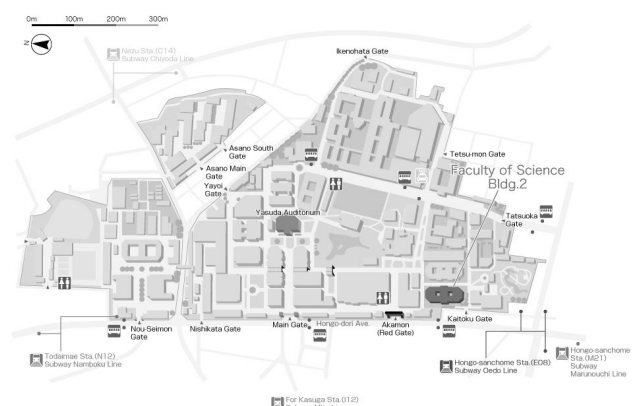 0m 100m 200m 300m
N
Nezu Sta.(C14)
Subway Chiyoda Line
Ikenohata Gate
Asano South
Gate
Asano Main
Gate
Yayoi
Gate
Tetsu-mon Gate
Faculty of Science
Bldg.2
Yasuda Auditorium
Tatsuoka
Gate
Nou-Seimon
Gate
Nishikata Gate
Main Gate
Hongo-dori Ave.
Akamon
(Red Gate)
Kaitoku Gate
Todaimae Sta.(N12)
Subway Namboku Line
Hongo-sanchome Sta.(E08)
Subway Oedo Line
Hongo-sanchome
Sta.
(M21)
Subway
Marunouchi Line
For Kasuga Sta.(I12)